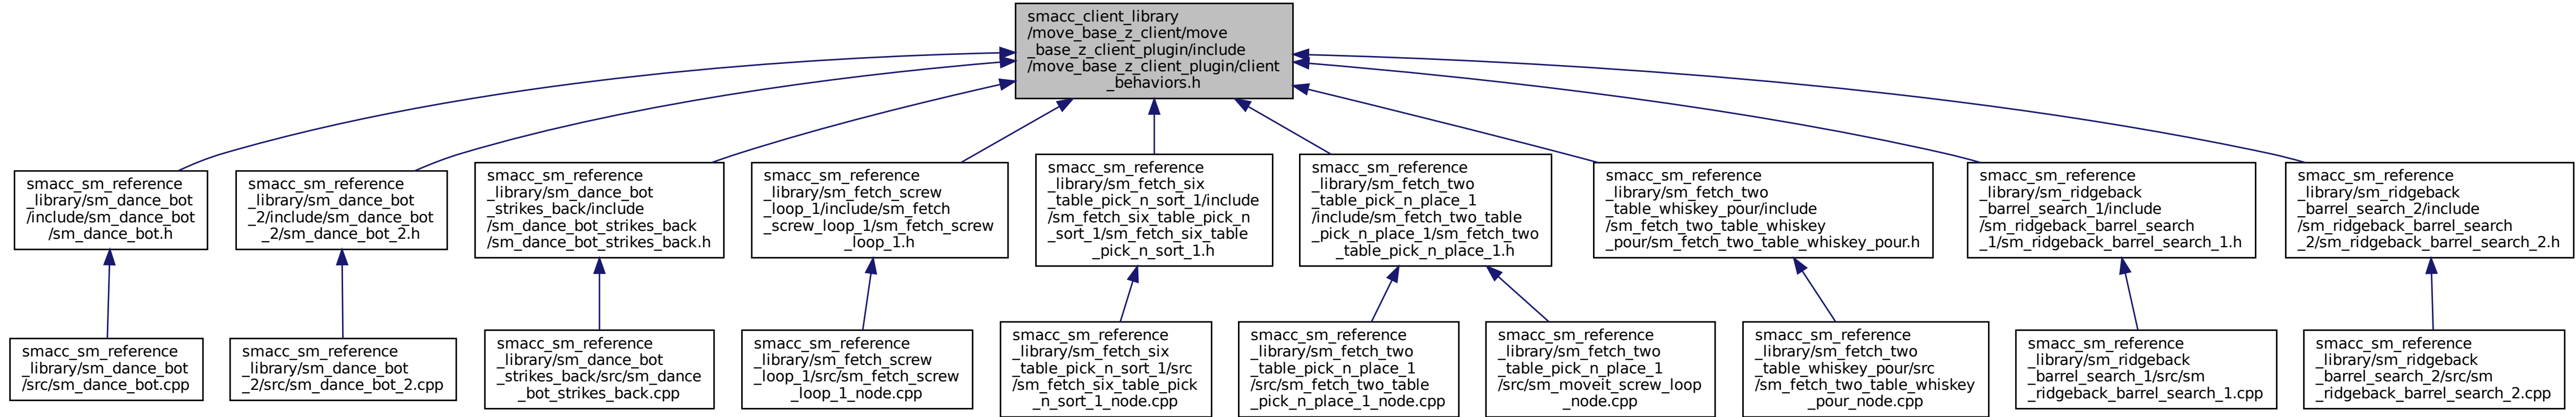 smacc_client_library
/move_base_z_client/move
_base_z_client_plugin/include
/move_base_z_client_plugin/client
_behaviors.h
smacc_sm_reference
_library/sm_dance_bot
/include/sm_dance_bot
/sm_dance_bot.h
smacc_sm_reference
_library/sm_dance_bot
_2/include/sm_dance_bot
_2/sm_dance_bot_2.h
smacc_sm_reference
_library/sm_dance_bot
_strikes_back/include
/sm_dance_bot_strikes_back
/sm_dance_bot_strikes_back.h
smacc_sm_reference
_library/sm_fetch_screw
_loop_1/include/sm_fetch
_screw_loop_1/sm_fetch_screw
_loop_1.h
smacc_sm_reference
_library/sm_fetch_six
_table_pick_n_sort_1/include
/sm_fetch_six_table_pick_n
_sort_1/sm_fetch_six_table
_pick_n_sort_1.h
smacc_sm_reference
_library/sm_fetch_two
_table_pick_n_place_1
/include/sm_fetch_two_table
_pick_n_place_1/sm_fetch_two
_table_pick_n_place_1.h
smacc_sm_reference
_library/sm_fetch_two
_table_whiskey_pour/include
/sm_fetch_two_table_whiskey
_pour/sm_fetch_two_table_whiskey_pour.h
smacc_sm_reference
_library/sm_ridgeback
_barrel_search_1/include
/sm_ridgeback_barrel_search
_1/sm_ridgeback_barrel_search_1.h
smacc_sm_reference
_library/sm_ridgeback
_barrel_search_2/include
/sm_ridgeback_barrel_search
_2/sm_ridgeback_barrel_search_2.h
smacc_sm_reference
_library/sm_dance_bot
/src/sm_dance_bot.cpp
smacc_sm_reference
_library/sm_dance_bot
_2/src/sm_dance_bot_2.cpp
smacc_sm_reference
_library/sm_dance_bot
_strikes_back/src/sm_dance
_bot_strikes_back.cpp
smacc_sm_reference
_library/sm_fetch_screw
_loop_1/src/sm_fetch_screw
_loop_1_node.cpp
smacc_sm_reference
_library/sm_fetch_six
_table_pick_n_sort_1/src
/sm_fetch_six_table_pick
_n_sort_1_node.cpp
smacc_sm_reference
_library/sm_fetch_two
_table_pick_n_place_1
/src/sm_fetch_two_table
_pick_n_place_1_node.cpp
smacc_sm_reference
_library/sm_fetch_two
_table_pick_n_place_1
/src/sm_moveit_screw_loop
_node.cpp
smacc_sm_reference
_library/sm_fetch_two
_table_whiskey_pour/src
/sm_fetch_two_table_whiskey
_pour_node.cpp
smacc_sm_reference
_library/sm_ridgeback
_barrel_search_1/src/sm
_ridgeback_barrel_search_1.cpp
smacc_sm_reference
_library/sm_ridgeback
_barrel_search_2/src/sm
_ridgeback_barrel_search_2.cpp